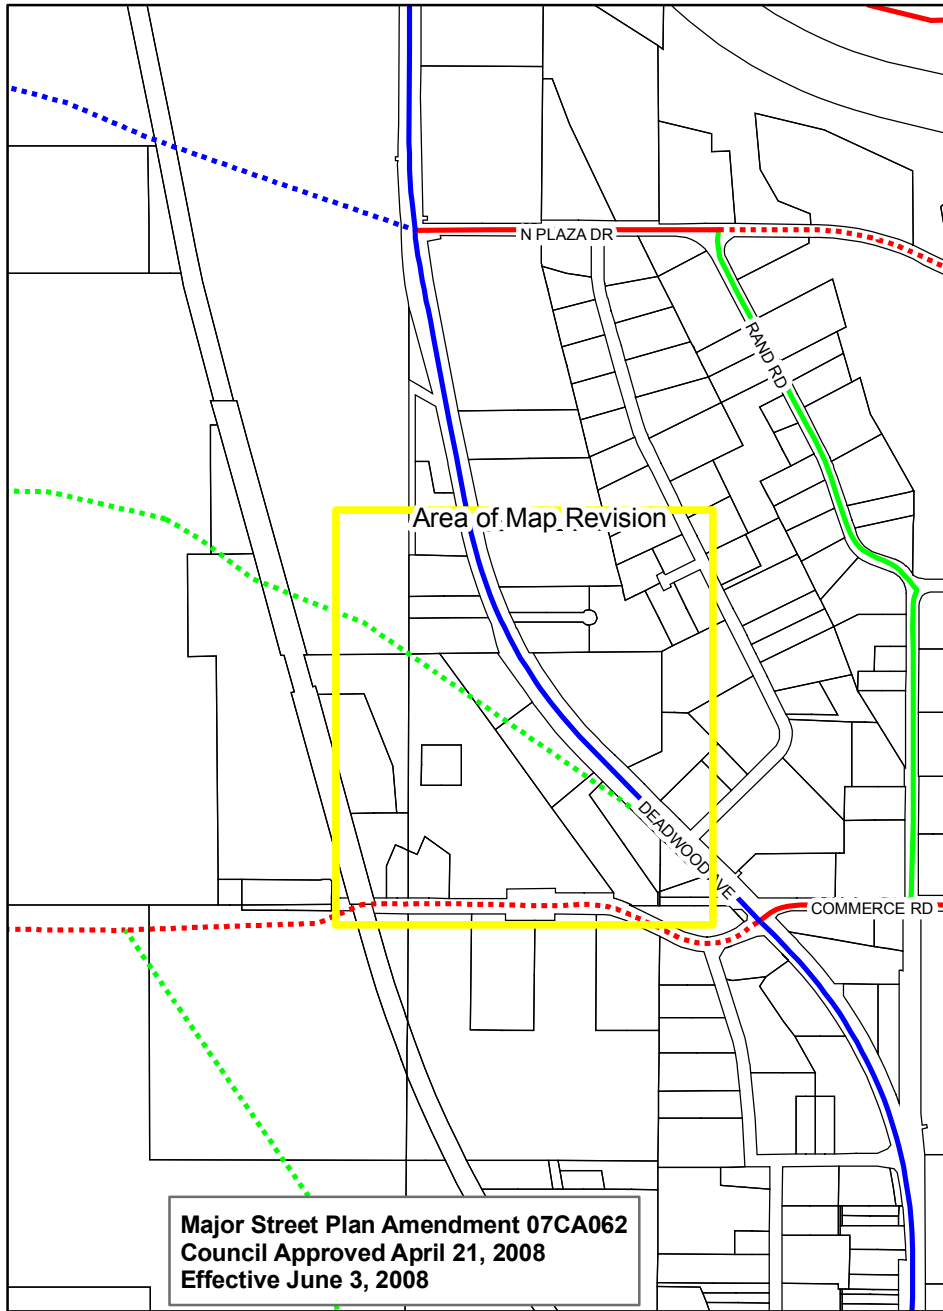 N PLAZA DR
RAND RD
Area of Map Revision
DEADWOOD AVE
COMMERCE RD
Major Street Plan Amendment 07CA062
Council Approved April 21, 2008
Effective June 3, 2008